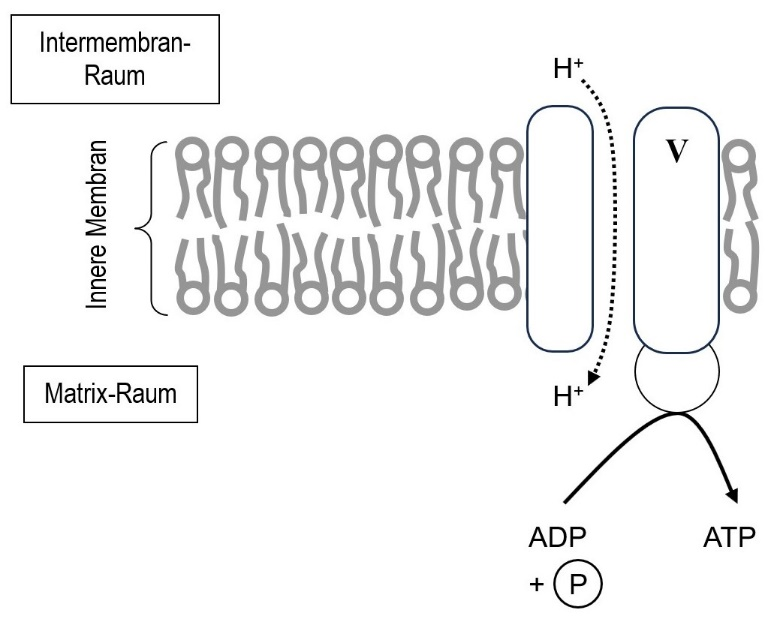 Intermembran-
Raum
H⁺
Innere Membran
V
Matrix-Raum
H⁺
ADP
ATP
+ P